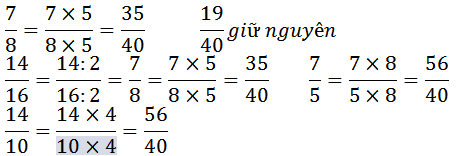 7/8 = 7 × 5/8 × 5 = 35/40 19/40 giữ nguyên
14/16 = 14: 2/16: 2 = 7/8 = 7 × 5/8 × 5 = 35/40 7/5 = 7 × 8/5 × 8 = 56/40
14/10 = 14 × 4/10 × 4 = 56/40